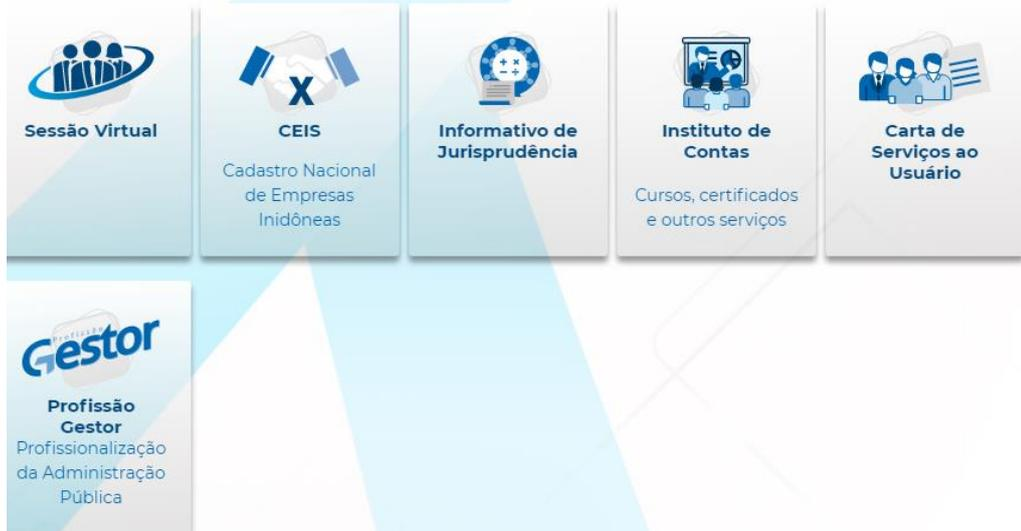 Sessão Virtual
CEIS
Cadastro Nacional
de Empresas
Inidôneas
Informativo de
Jurisprudência
Instituto de
Contas
Cursos, certificados
e outros serviços
Carta de
Serviços ao
Usuário
Profissão
Gestor
Profissão
Gestor
Profissionalização
da Administração
Pública